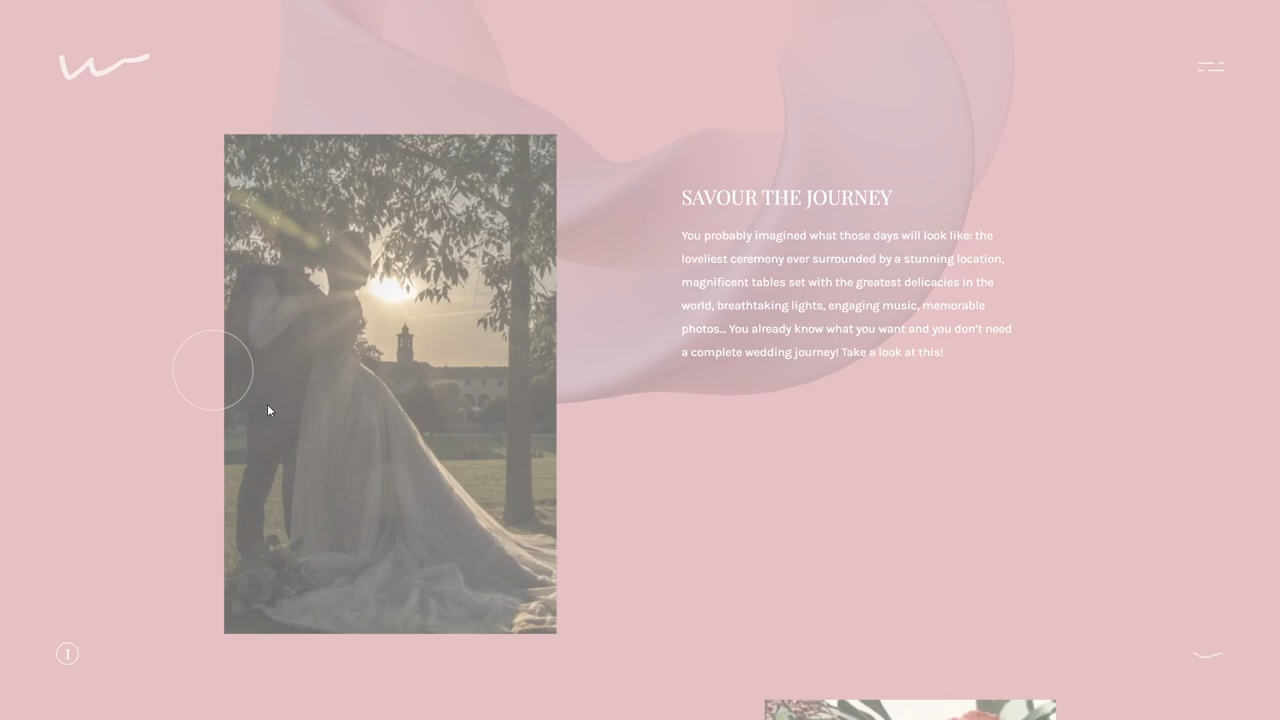 SAVOUR THE JOURNEY
You probably imagined what those days will look like: the
loveliest ceremony ever surrounded by a stunning location,
magnificent tables set with the greatest delicacies in the
world, breathtaking lights, engaging music, memorable
photos... You already know what you want and you don't need
a complete wedding journey! Take a look at this!
I